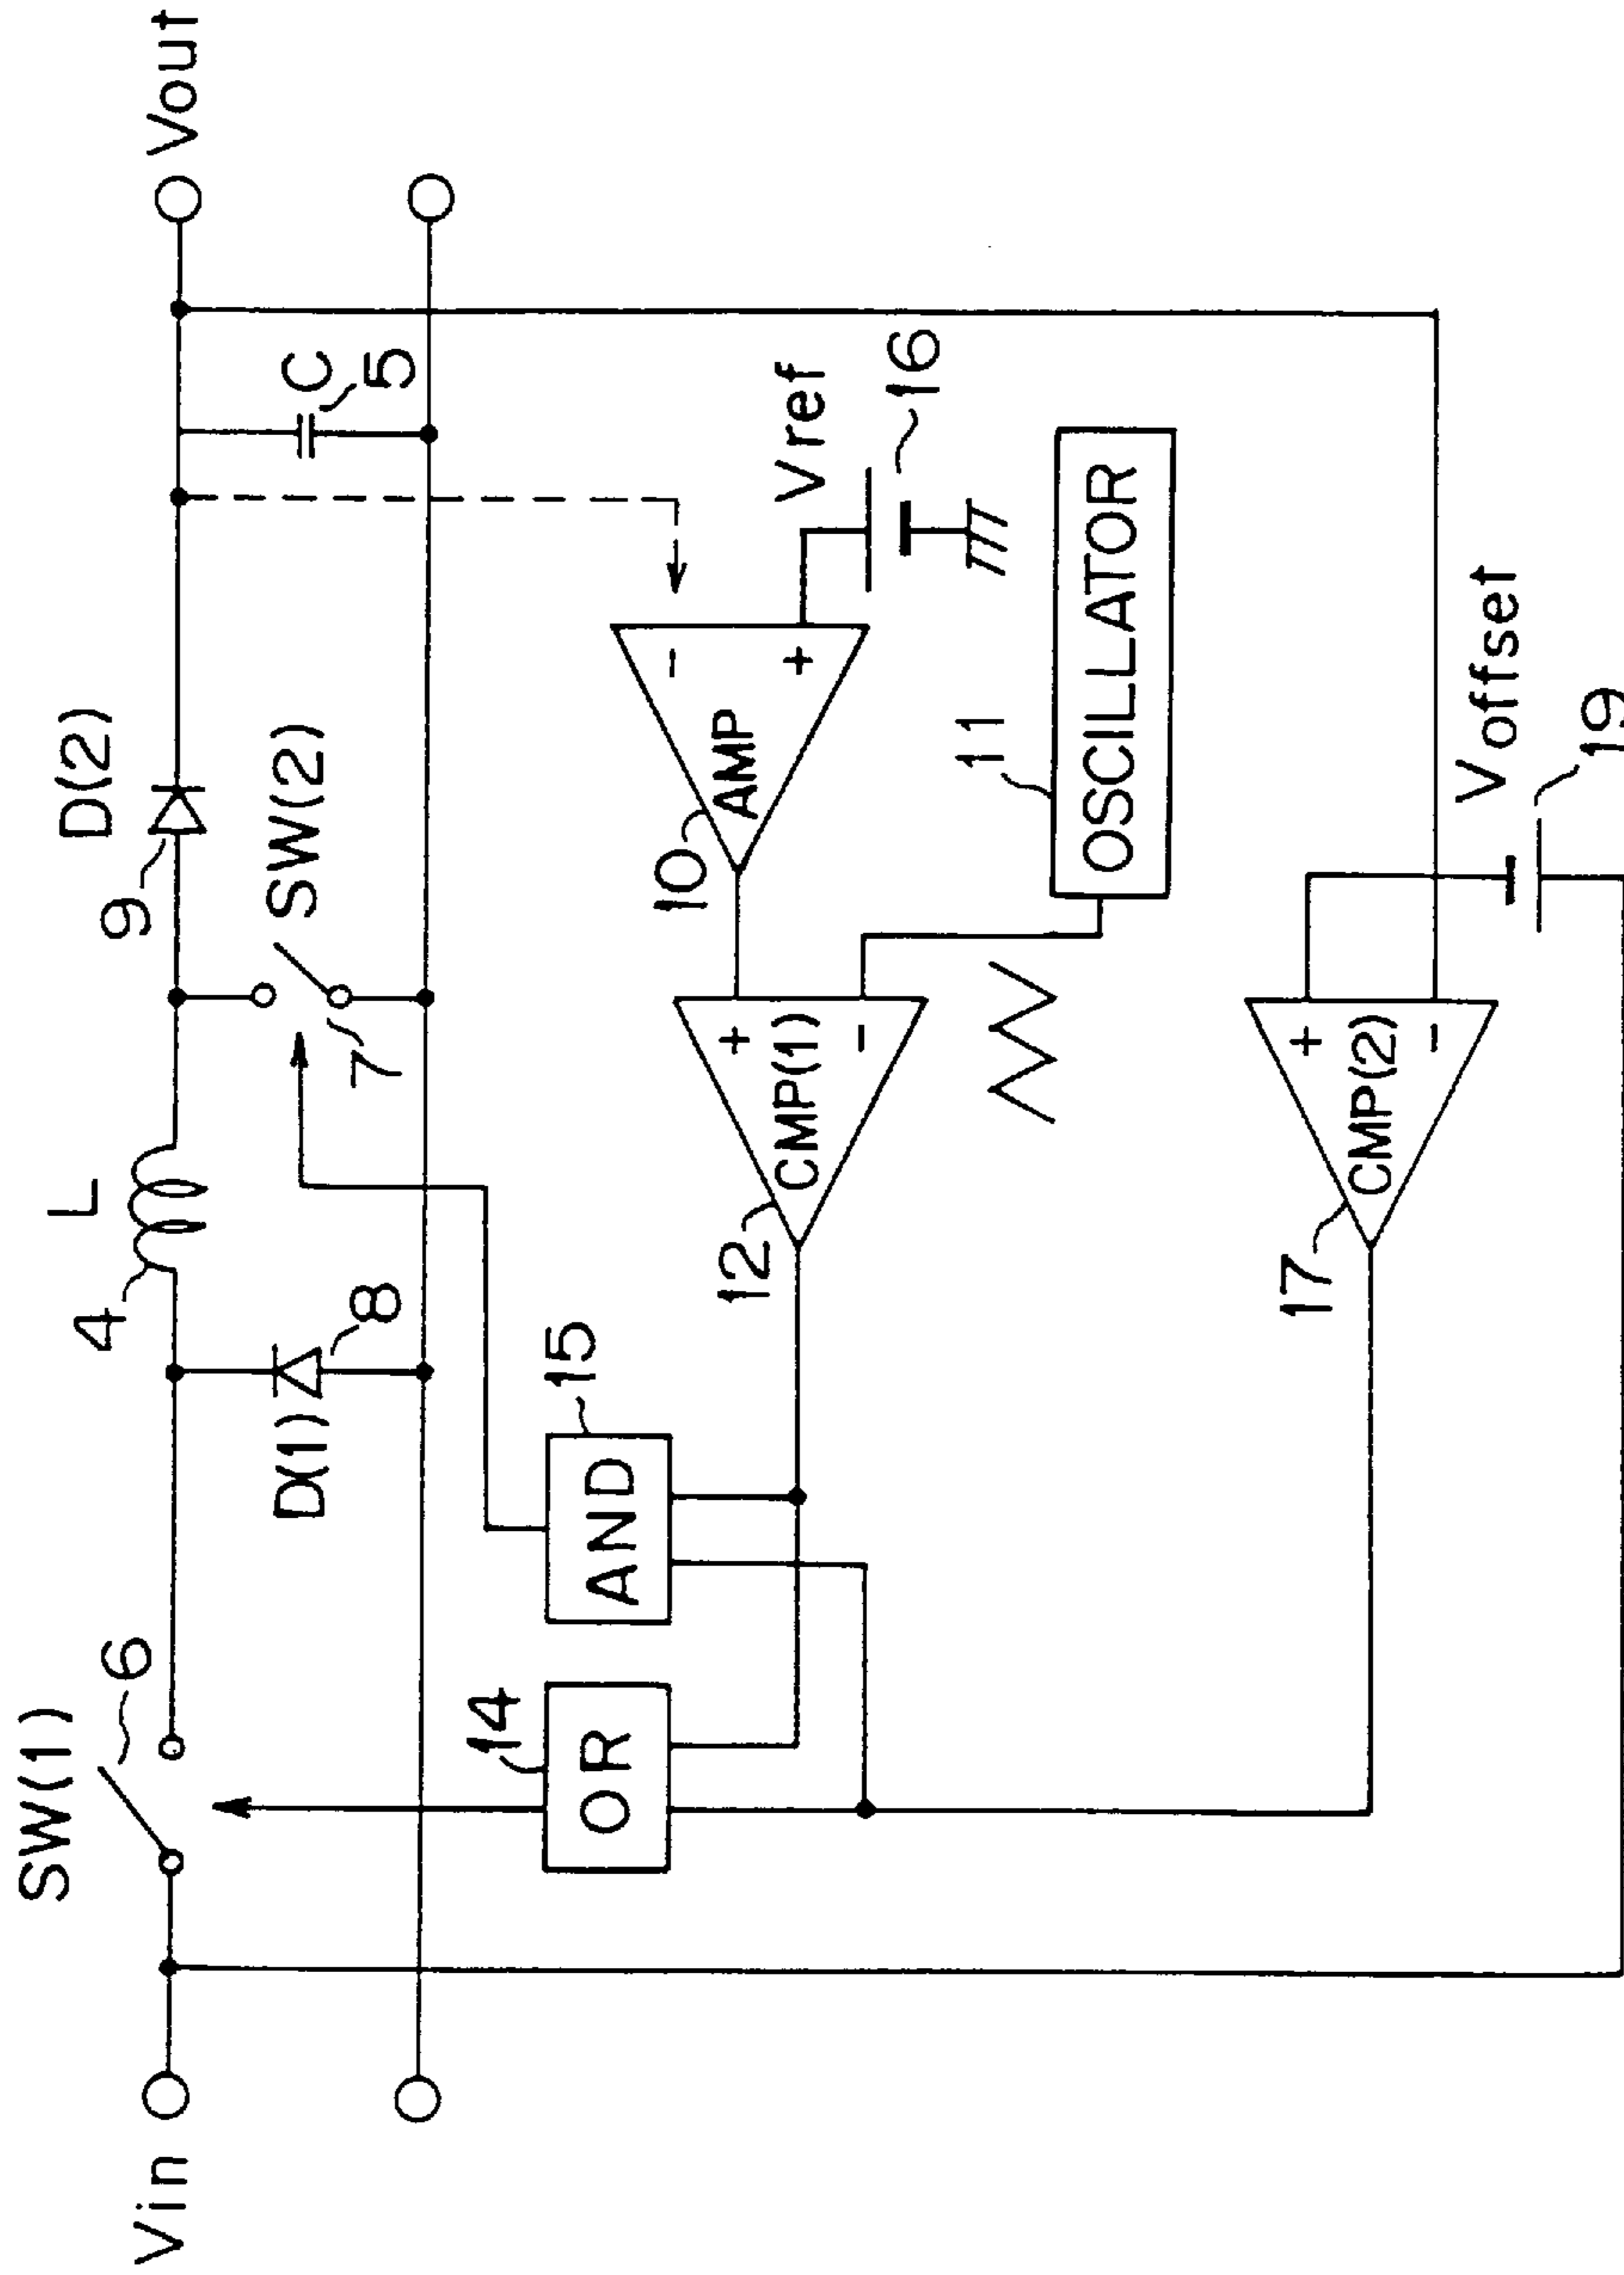 SW(1)
6
L
4
D(2)
9
Vin
Vout
D(1)
8
SW(2)
7
C
5
14
OR
15
AND
10
AMP
-
+
Vref
16
12
CMP(1)
+
-
11
OSCILLATOR
17
CMP(2)
+
-
Voffset
19